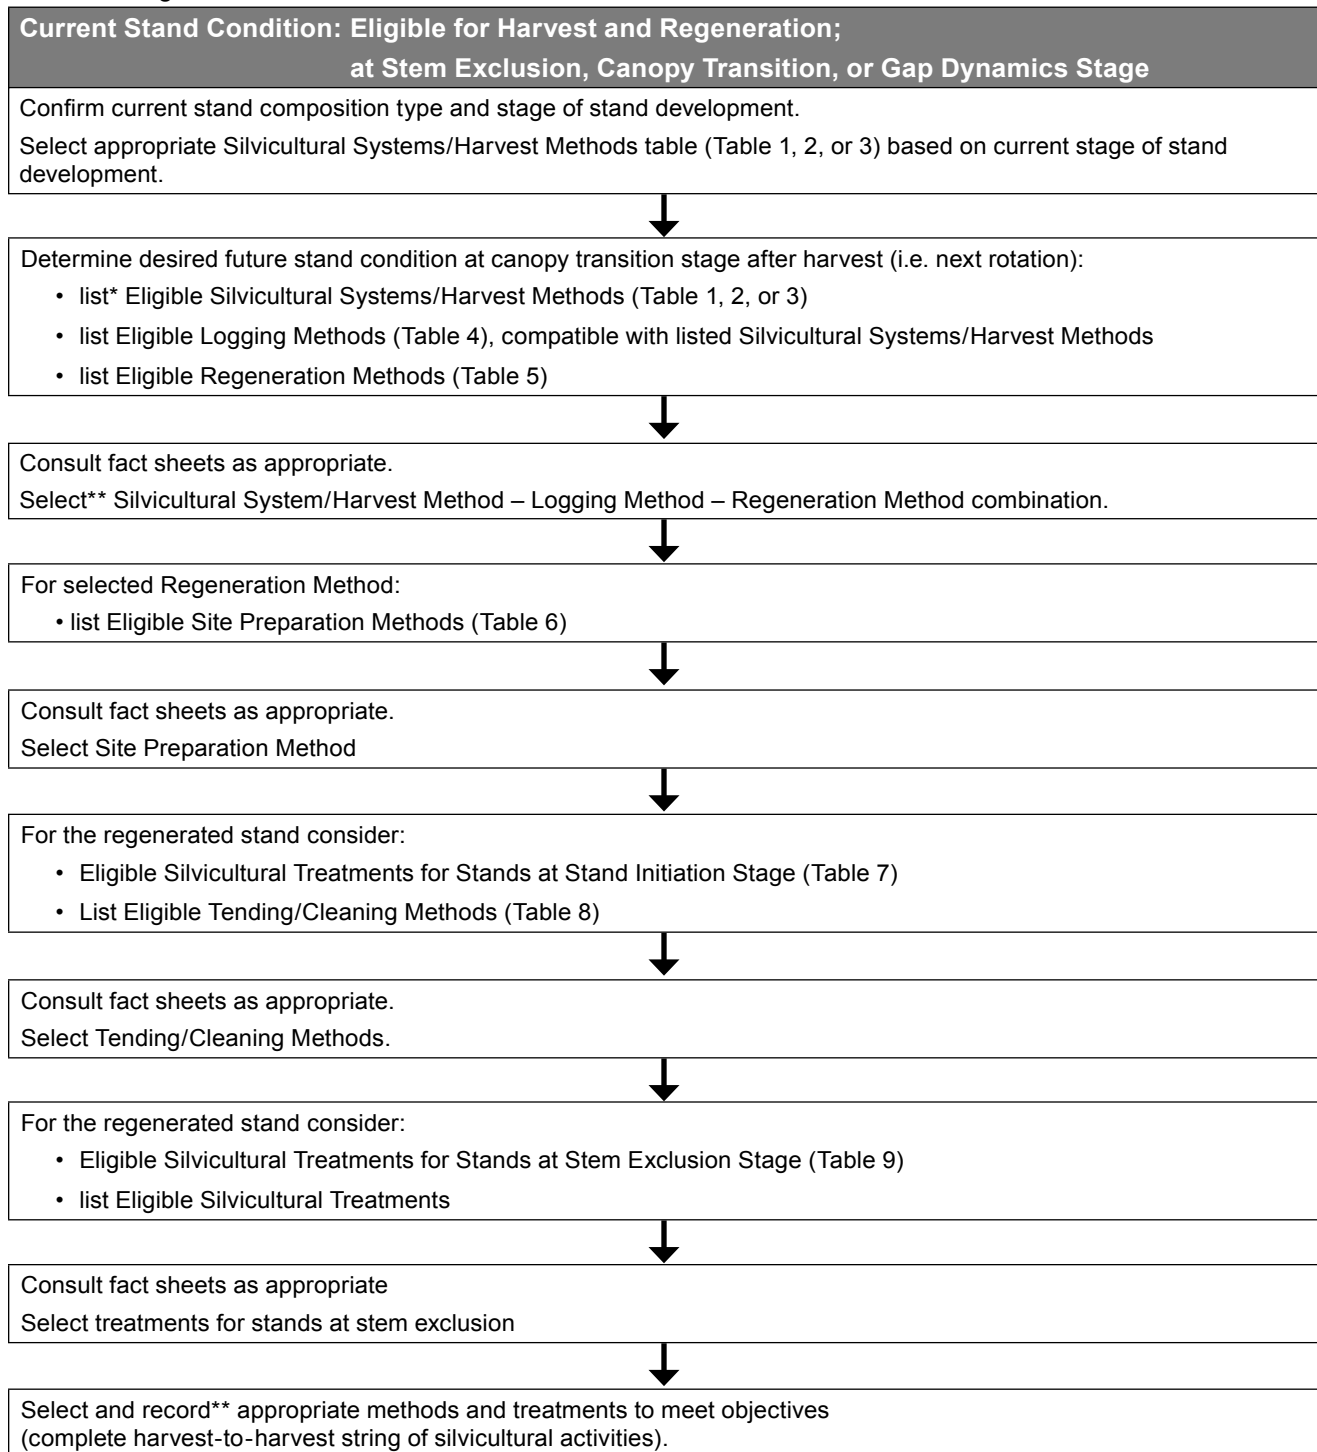 Current Stand Condition: Eligible for Harvest and Regeneration;
at Stem Exclusion, Canopy Transition, or Gap Dynamics Stage
Confirm current stand composition type and stage of stand development.
Select appropriate Silvicultural Systems/Harvest Methods table (Table 1, 2, or 3) based on current stage of stand
development.
Determine desired future stand condition at canopy transition stage after harvest (i.e. next rotation):
• list* Eligible Silvicultural Systems/Harvest Methods (Table 1, 2, or 3)
• list Eligible Logging Methods (Table 4), compatible with listed Silvicultural Systems/Harvest Methods
• list Eligible Regeneration Methods (Table 5)
Consult fact sheets as appropriate.
Select** Silvicultural System/Harvest Method – Logging Method – Regeneration Method combination.
For selected Regeneration Method:
• list Eligible Site Preparation Methods (Table 6)
Consult fact sheets as appropriate.
Select Site Preparation Method
For the regenerated stand consider:
• Eligible Silvicultural Treatments for Stands at Stand Initiation Stage (Table 7)
• List Eligible Tending/Cleaning Methods (Table 8)
Consult fact sheets as appropriate.
Select Tending/Cleaning Methods.
For the regenerated stand consider:
• Eligible Silvicultural Treatments for Stands at Stem Exclusion Stage (Table 9)
• list Eligible Silvicultural Treatments
Consult fact sheets as appropriate
Select treatments for stands at stem exclusion
Select and record** appropriate methods and treatments to meet objectives
(complete harvest-to-harvest string of silvicultural activities).